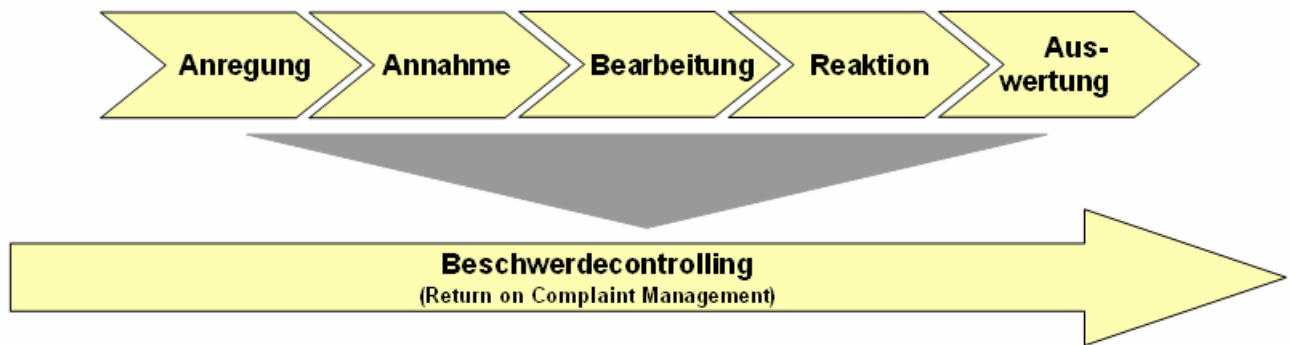 Anregung
Annahme
Bearbeitung
Reaktion
Aus-
wertung
Beschwerdecontrolling
(Return on Complaint Management)